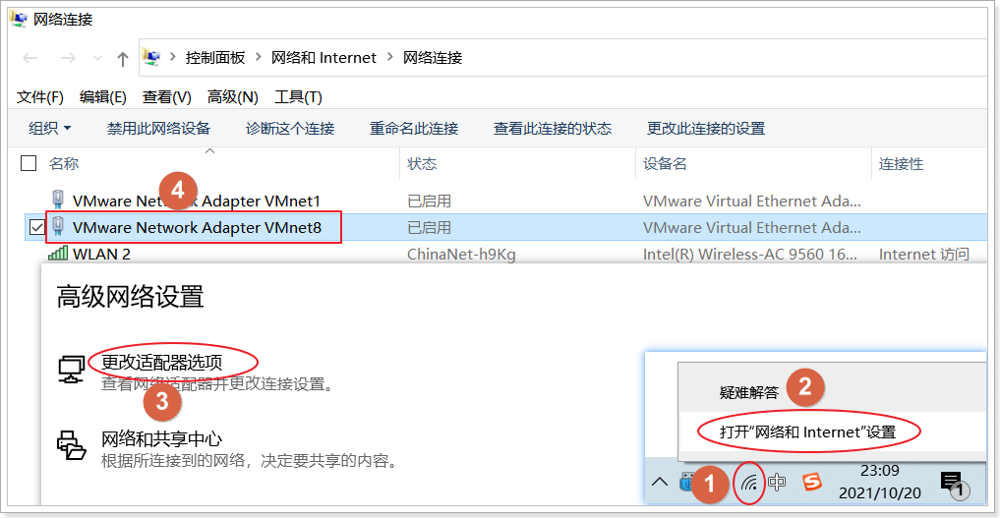 网络连接
控制面板 > 网络和 Internet > 网络连接
文件(F) 编辑(E) 查看(V) 高级(N) 工具(T)
组织 禁用此网络设备 诊断这个连接 重命名此连接 查看此连接的状态 更改此连接的设置
名称 状态 设备名 连接性
4
VMware Network Adapter VMnet1 已启用 VMware Virtual Ethernet Ada...
VMware Network Adapter VMnet8 已启用 VMware Virtual Ethernet Ada...
WLAN 2 ChinaNet-h9Kg Intel(R) Wireless-AC 9560 16... Internet 访问
高级网络设置
更改适配器选项
查看网络适配器并更改连接设置。
3
网络和共享中心
根据所连接到的网络，决定要共享的内容。
疑难解答 2
打开“网络和 Internet”设置
1 中 S 23:09 1
2021/10/20